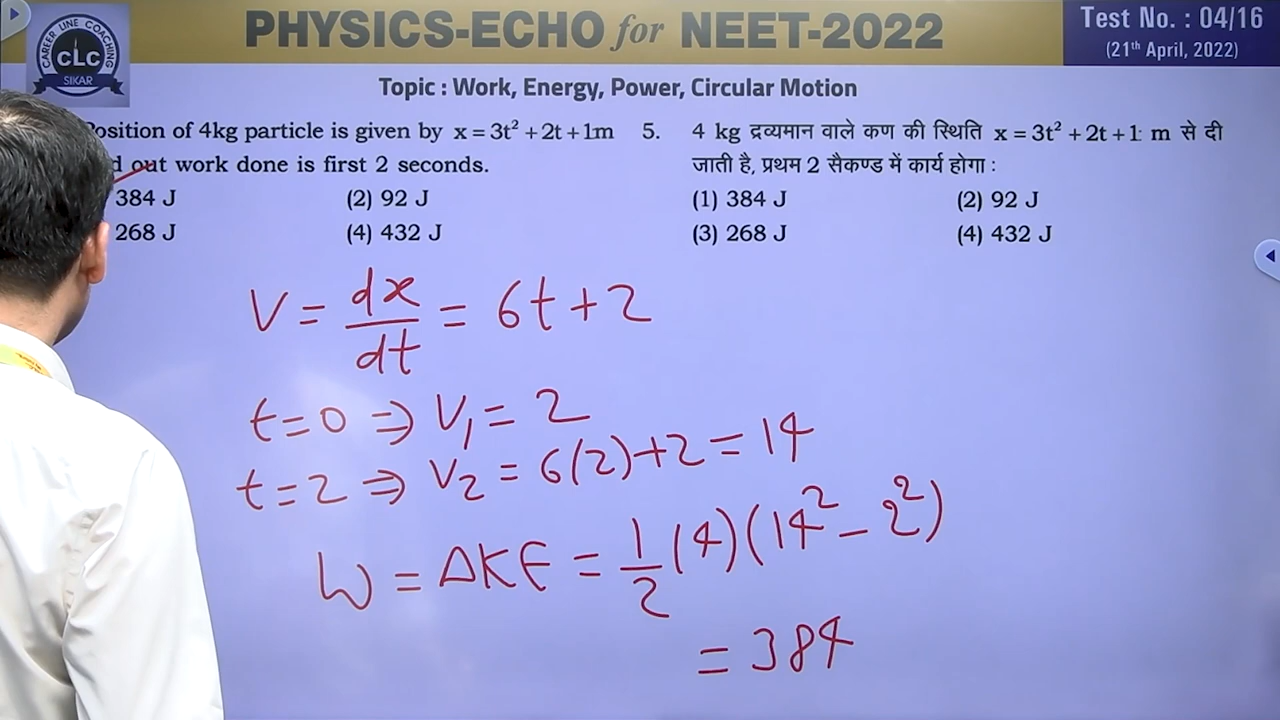 PHYSICS-ECHO for NEET-2022
Test No. : 04/16
(21th April, 2022)
CAREER LINE COACHING
CLC
SIKAR
Topic : Work, Energy, Power, Circular Motion
Position of 4kg particle is given by x = 3t² + 2t + 1m
out work done is first 2 seconds.
384 J (2) 92 J
268 J (4) 432 J
5. 4 kg द्रव्यमान वाले कण की स्थिति x = 3t² + 2t + 1: m से दी
जाती है, प्रथम 2 सैकण्ड में कार्य होगा :
(1) 384 J (2) 92 J
(3) 268 J (4) 432 J
V = dx/dt = 6t + 2
t = 0 ⇒ V₁ = 2
t = 2 ⇒ V₂ = 6(2) + 2 = 14
W = ΔKE = 1/2 (4)(14² - 2²)
= 384